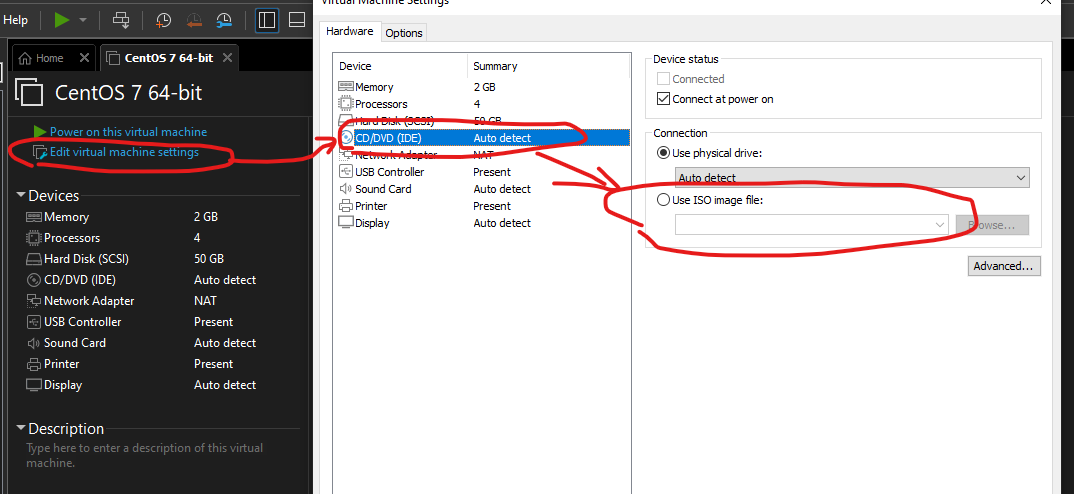 Virtual Machine Settings
Help
Hardware
Options
Home
CentOS 7 64-bit
CentOS 7 64-bit
Power on this virtual machine
Edit virtual machine settings
Devices
Memory 2 GB
Processors 4
Hard Disk (SCSI) 50 GB
CD/DVD (IDE) Auto detect
Network Adapter NAT
USB Controller Present
Sound Card Auto detect
Printer Present
Display Auto detect
Description
Type here to enter a description of this virtual
machine.
Device Summary
Memory 2 GB
Processors 4
Hard Disk (SCSI) 50 GB
CD/DVD (IDE) Auto detect
Network Adapter NAT
USB Controller Present
Sound Card Auto detect
Printer Present
Display Auto detect
Device status
Connected
Connect at power on
Connection
Use physical drive:
Auto detect
Use ISO image file:
Browse...
Advanced...